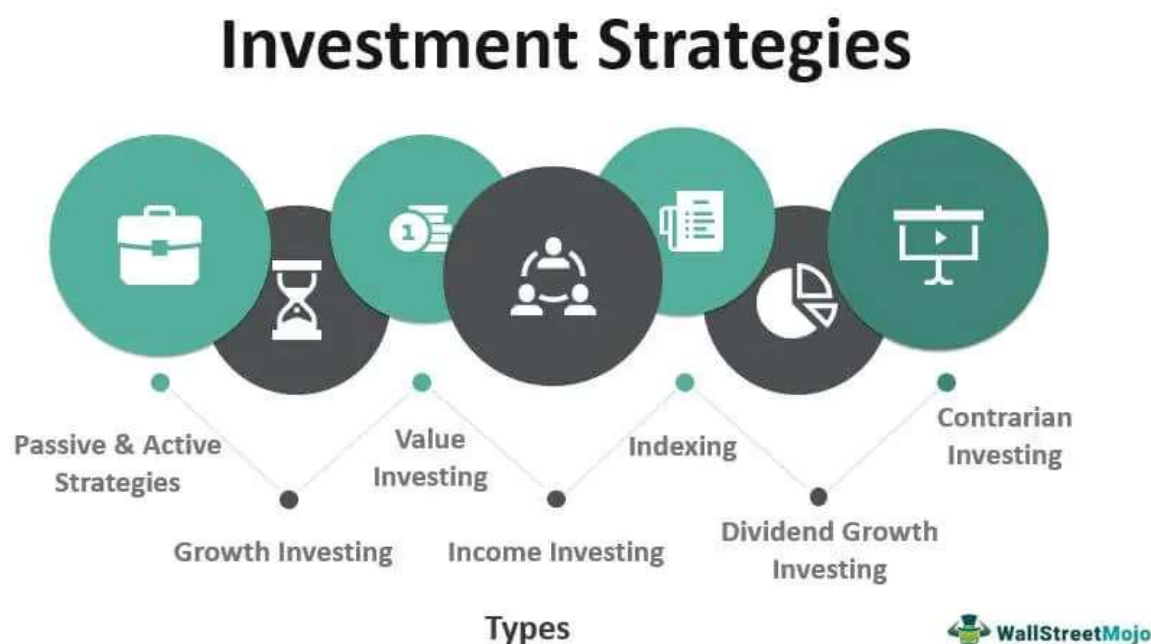 Investment Strategies
1
Passive & Active
Strategies
Growth Investing
Value
Investing
Income Investing
Indexing
Dividend Growth
Investing
Contrarian
Investing
Types
WallStreetMojo